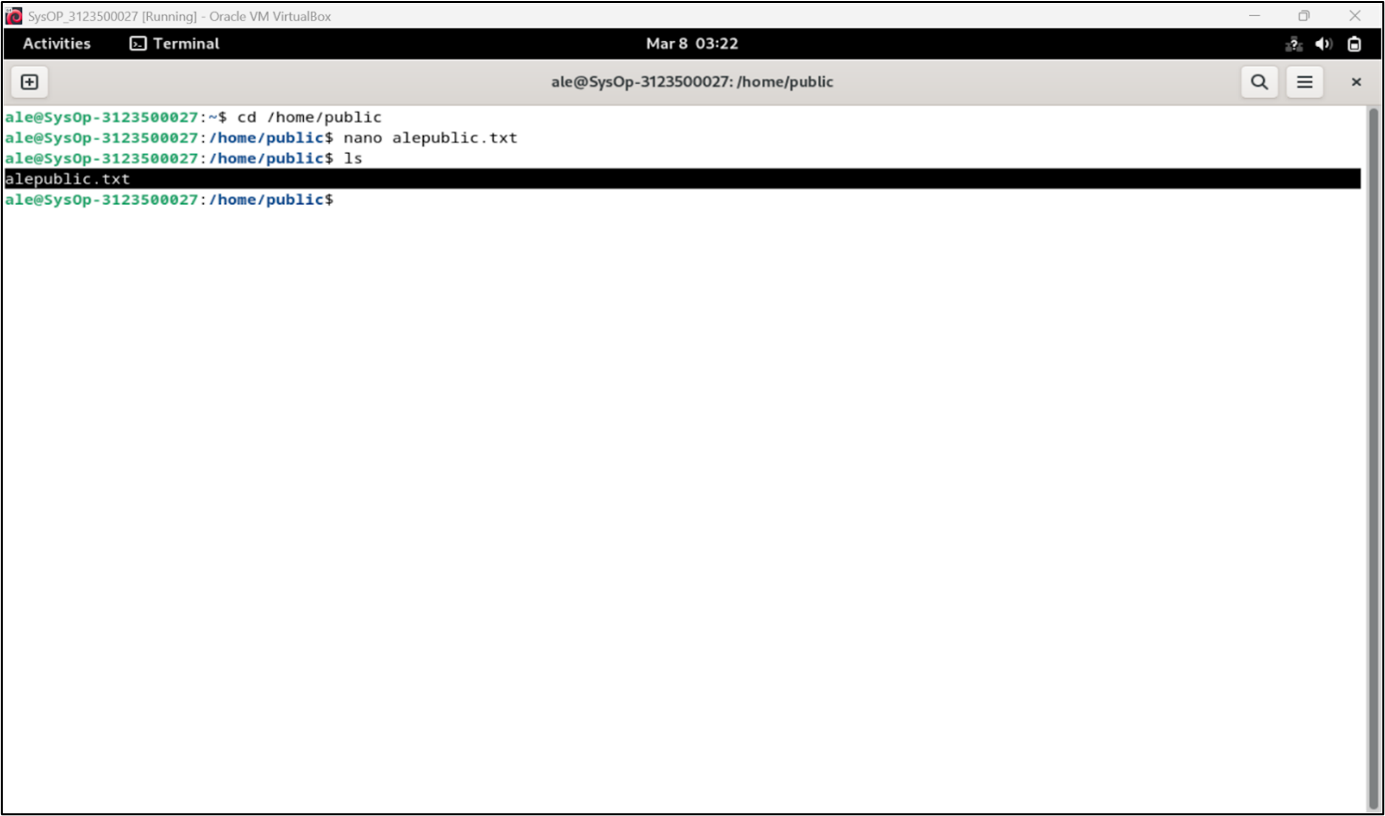 SysOP_3123500027 [Running] - Oracle VM VirtualBox
Activities Terminal Mar 8 03:22
ale@SysOp-3123500027: /home/public
ale@SysOp-3123500027:~$ cd /home/public
ale@SysOp-3123500027:/home/public$ nano alepublic.txt
ale@SysOp-3123500027:/home/public$ ls
alepublic.txt
ale@SysOp-3123500027:/home/public$